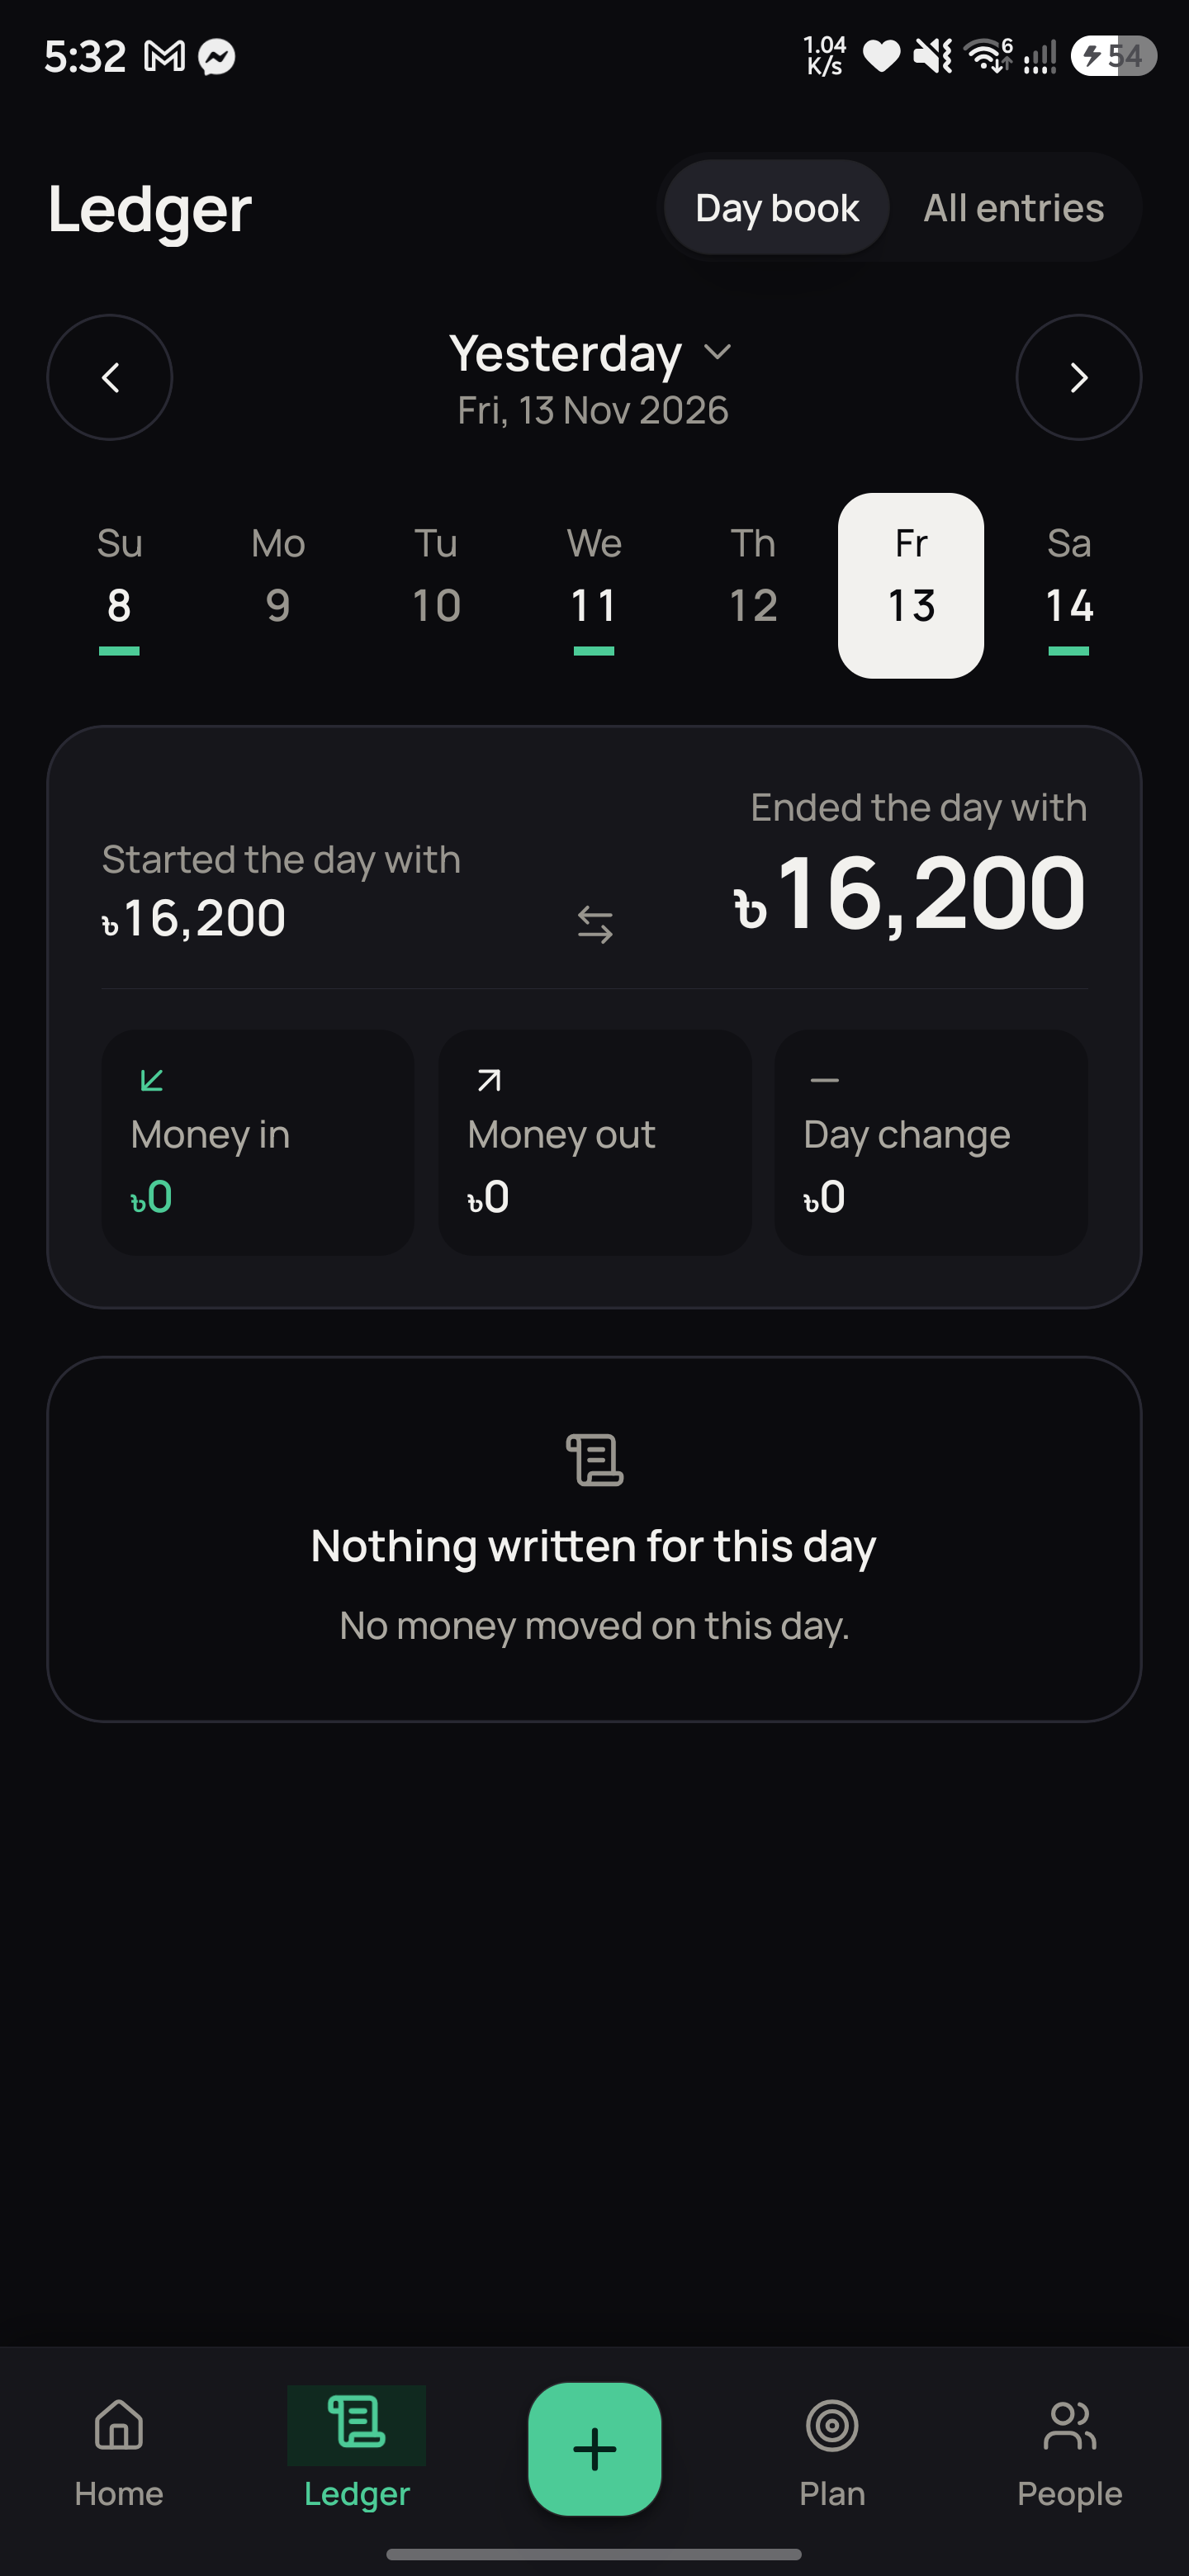 5:32
1.04
K/s
6
54
Ledger
Day book
All entries
Yesterday
Fri, 13 Nov 2026
Su Mo Tu We Th Fr Sa
8 9 10 11 12 13 14
Started the day with
৳16,200
Ended the day with
৳16,200
Money in
৳0
Money out
৳0
Day change
৳0
Nothing written for this day
No money moved on this day.
Home
Ledger
Plan
People